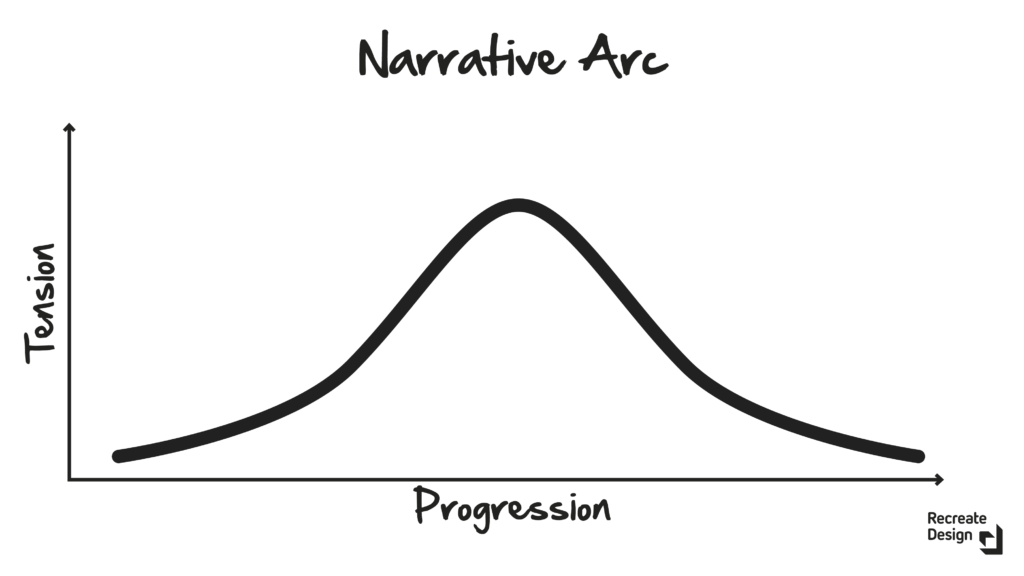 Narrative Arc
Tension
Progression
Recreate
Design